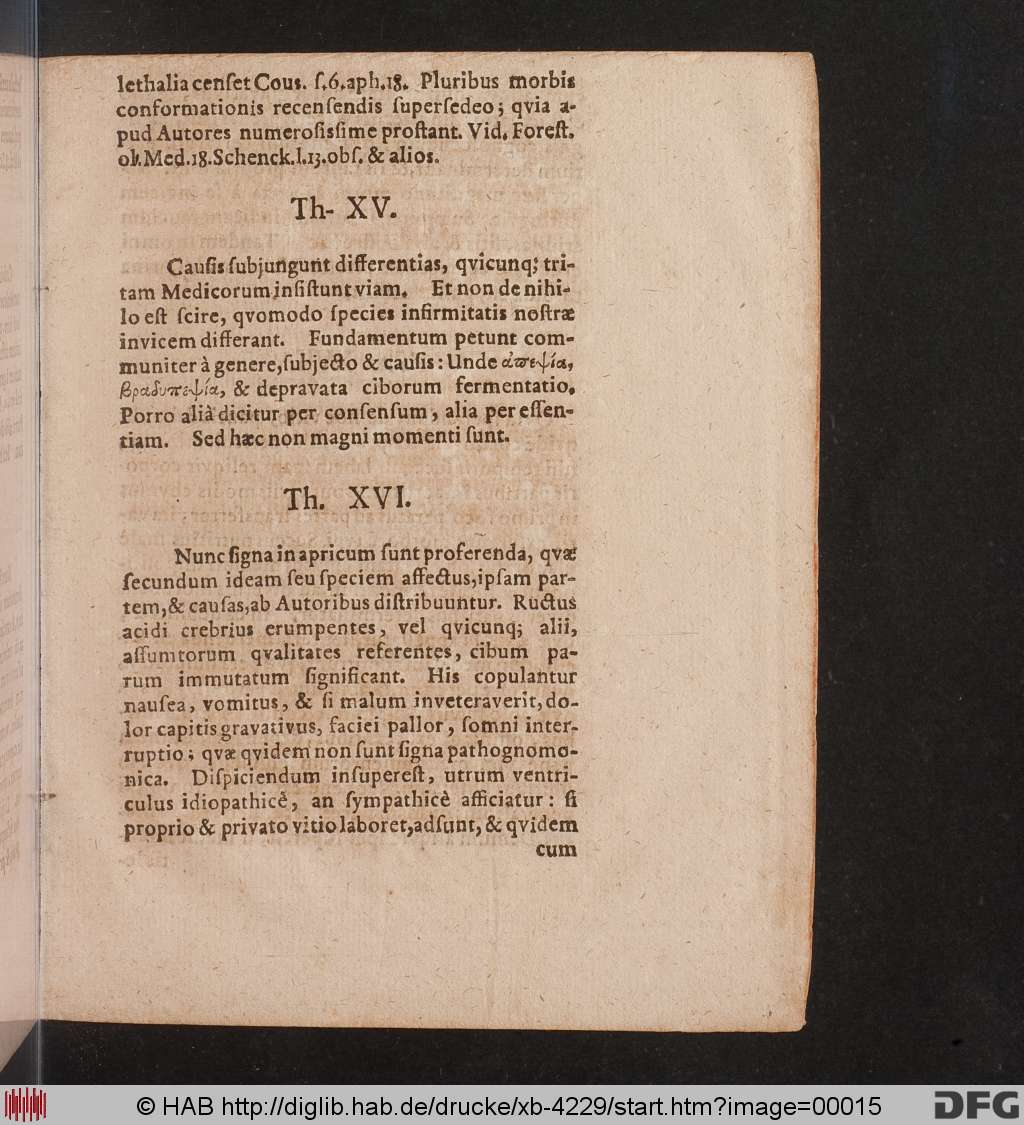 lethalia cenſet Cous. ſ.6.aph.18. Pluribus morbis
conformationis recenſendis ſuperſedeo; qvia a-
pud Autores numeroſisſime proſtant. Vid. Foreſt.
ob.Med.18.Schenck.l.13.obſ. & alios.
Th- XV.
Cauſis ſubjungunt differentias, qvicunq; tri-
tam Medicorum inſiſtunt viam. Et non de nihi-
lo eſt ſcire, qvomodo ſpecies infirmitatis noſtræ
invicem differant. Fundamentum petunt com-
muniter à genere,ſubjecto & cauſis: Unde ἀπεψία,
βραδυπεψία, & depravata ciborum fermentatio.
Porro alià dicitur per conſenſum, alia per eſſen-
tiam. Sed hæc non magni momenti ſunt.
Th. XVI.
Nunc ſigna in apricum ſunt proferenda, qvæ
ſecundum ideam ſeu ſpeciem affectus,ipſam par-
tem,& cauſas,ab Autoribus diſtribuuntur. Ructus
acidi crebrius erumpentes, vel qvicunq; alii,
aſſumtorum qvalitates referentes, cibum pa-
rum immutatum ſignificant. His copulantur
nauſea, vomitus, & ſi malum inveteraverit, do-
lor capitis gravativus, faciei pallor, ſomni inter-
ruptio; qvæ qvidem non ſunt ſigna pathognomo-
nica. Diſpiciendum inſupereſt, utrum ventri-
culus idiopathicè, an ſympathicè afficiatur: ſi
proprio & privato vitio laboret,adſunt, & qvidem
cum
© HAB http://diglib.hab.de/drucke/xb-4229/start.htm?image=00015
DFG